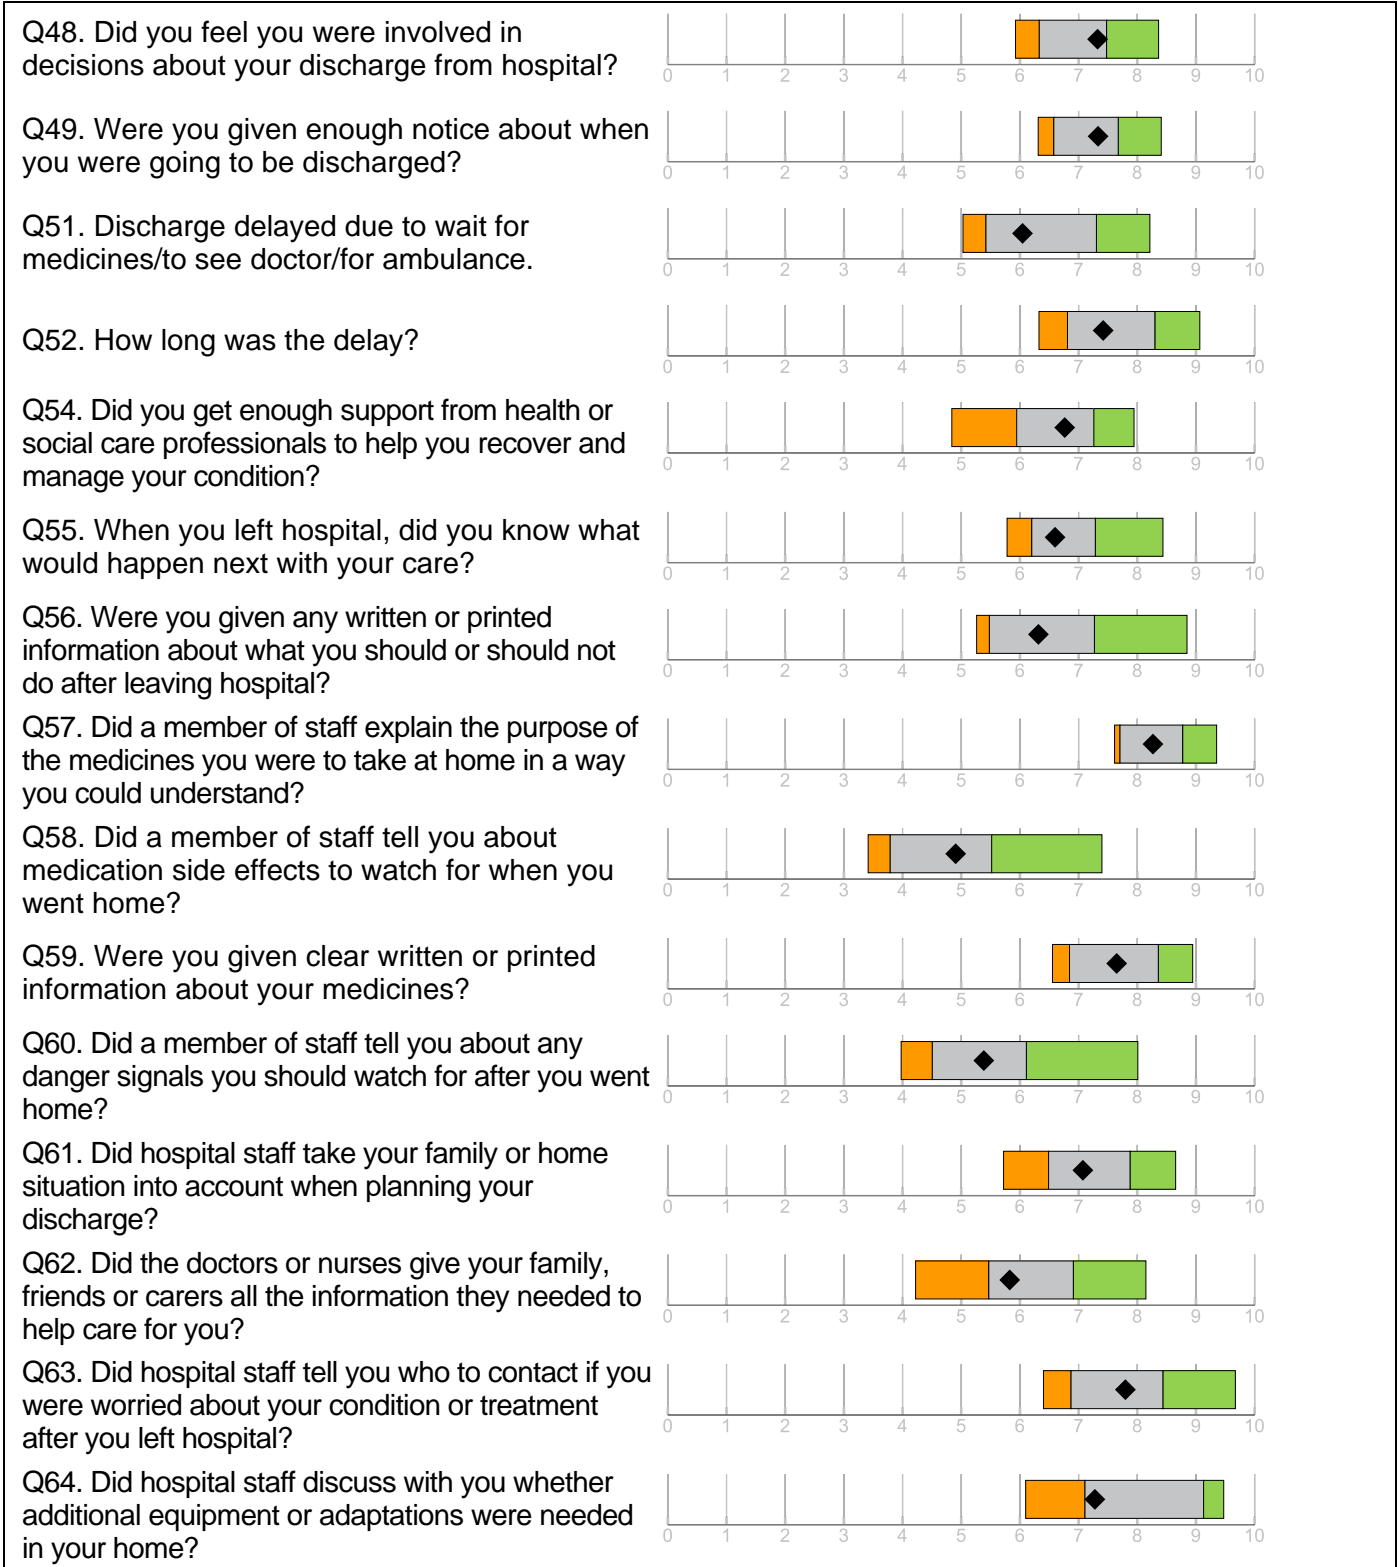 Q48. Did you feel you were involved in
decisions about your discharge from hospital?
0 1 2 3 4 5 6 7 8 9 10
Q49. Were you given enough notice about when
you were going to be discharged?
0 1 2 3 4 5 6 7 8 9 10
Q51. Discharge delayed due to wait for
medicines/to see doctor/for ambulance.
0 1 2 3 4 5 6 7 8 9 10
Q52. How long was the delay?
0 1 2 3 4 5 6 7 8 9 10
Q54. Did you get enough support from health or
social care professionals to help you recover and
manage your condition?
0 1 2 3 4 5 6 7 8 9 10
Q55. When you left hospital, did you know what
would happen next with your care?
0 1 2 3 4 5 6 7 8 9 10
Q56. Were you given any written or printed
information about what you should or should not
do after leaving hospital?
0 1 2 3 4 5 6 7 8 9 10
Q57. Did a member of staff explain the purpose of
the medicines you were to take at home in a way
you could understand?
0 1 2 3 4 5 6 7 8 9 10
Q58. Did a member of staff tell you about
medication side effects to watch for when you
went home?
0 1 2 3 4 5 6 7 8 9 10
Q59. Were you given clear written or printed
information about your medicines?
0 1 2 3 4 5 6 7 8 9 10
Q60. Did a member of staff tell you about any
danger signals you should watch for after you went
home?
0 1 2 3 4 5 6 7 8 9 10
Q61. Did hospital staff take your family or home
situation into account when planning your
discharge?
0 1 2 3 4 5 6 7 8 9 10
Q62. Did the doctors or nurses give your family,
friends or carers all the information they needed to
help care for you?
0 1 2 3 4 5 6 7 8 9 10
Q63. Did hospital staff tell you who to contact if you
were worried about your condition or treatment
after you left hospital?
0 1 2 3 4 5 6 7 8 9 10
Q64. Did hospital staff discuss with you whether
additional equipment or adaptations were needed
in your home?
0 1 2 3 4 5 6 7 8 9 10